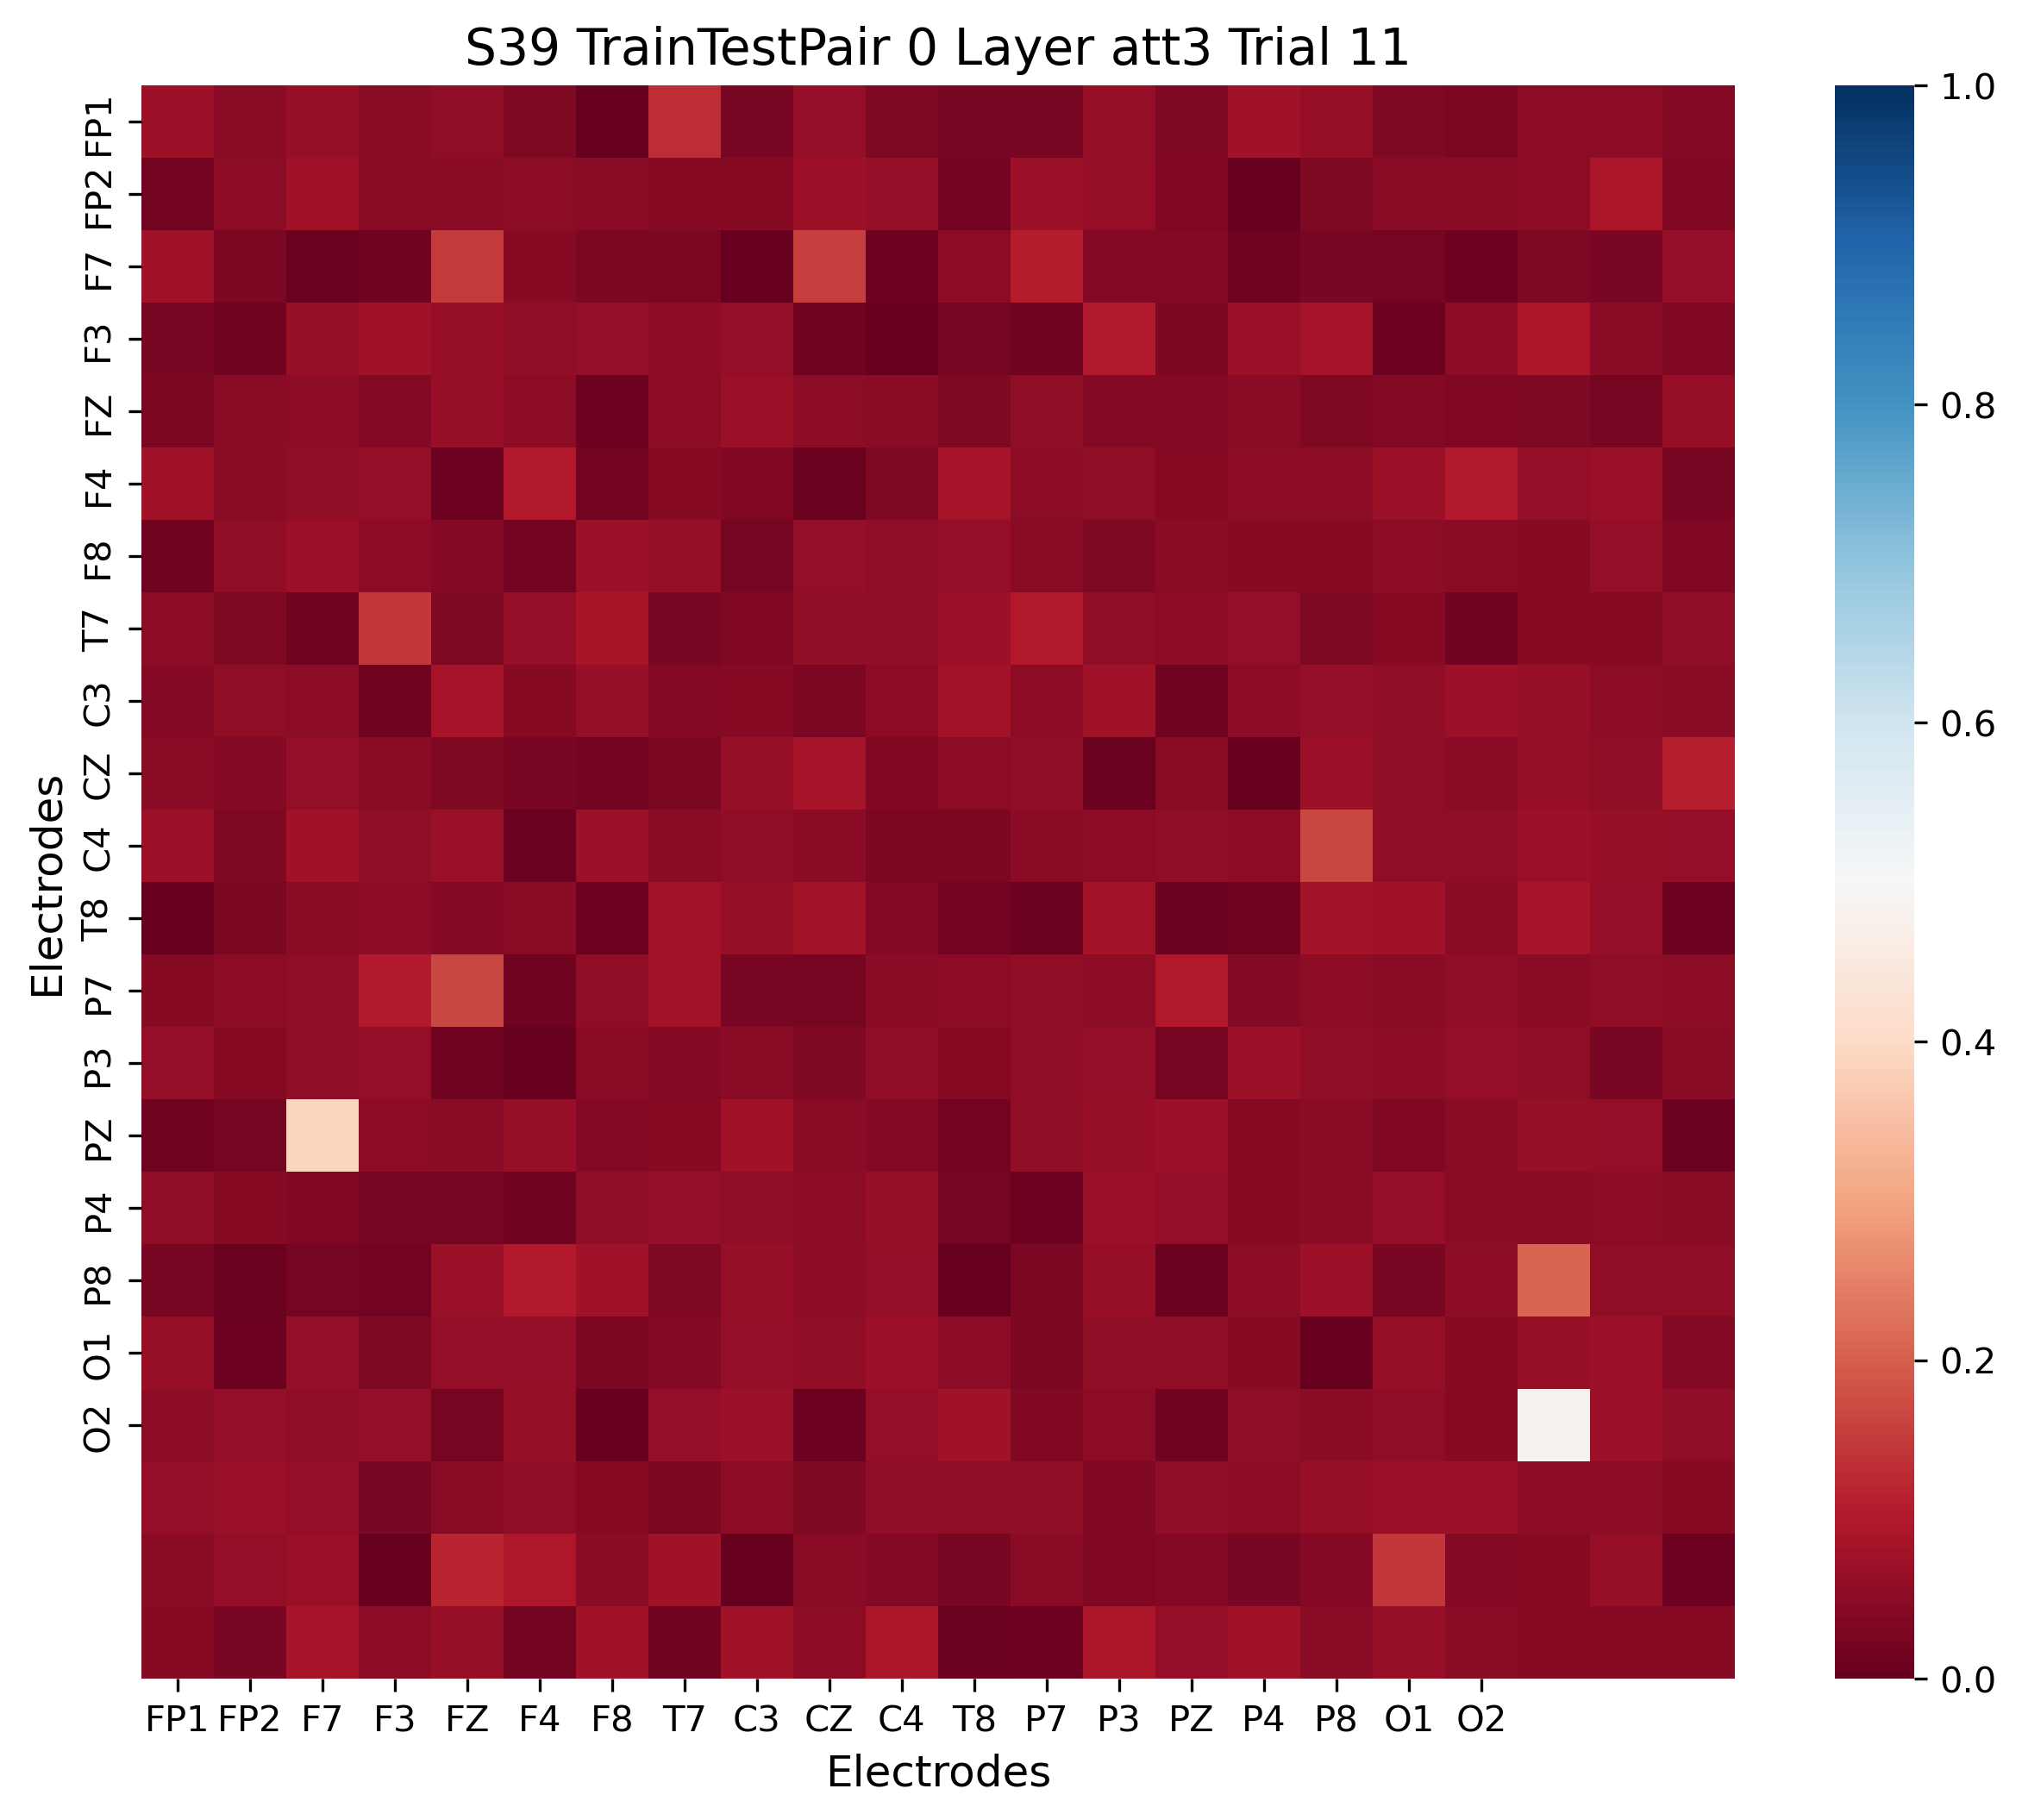 S39 TrainTestPair 0 Layer att3 Trial 11
Electrodes
FP1
FP2
F7
F3
FZ
F4
F8
T7
C3
CZ
C4
T8
P7
P3
PZ
P4
P8
O1
O2
FP1 FP2 F7 F3 FZ F4 F8 T7 C3 CZ C4 T8 P7 P3 PZ P4 P8 O1 O2
Electrodes
1.0
0.8
0.6
0.4
0.2
0.0